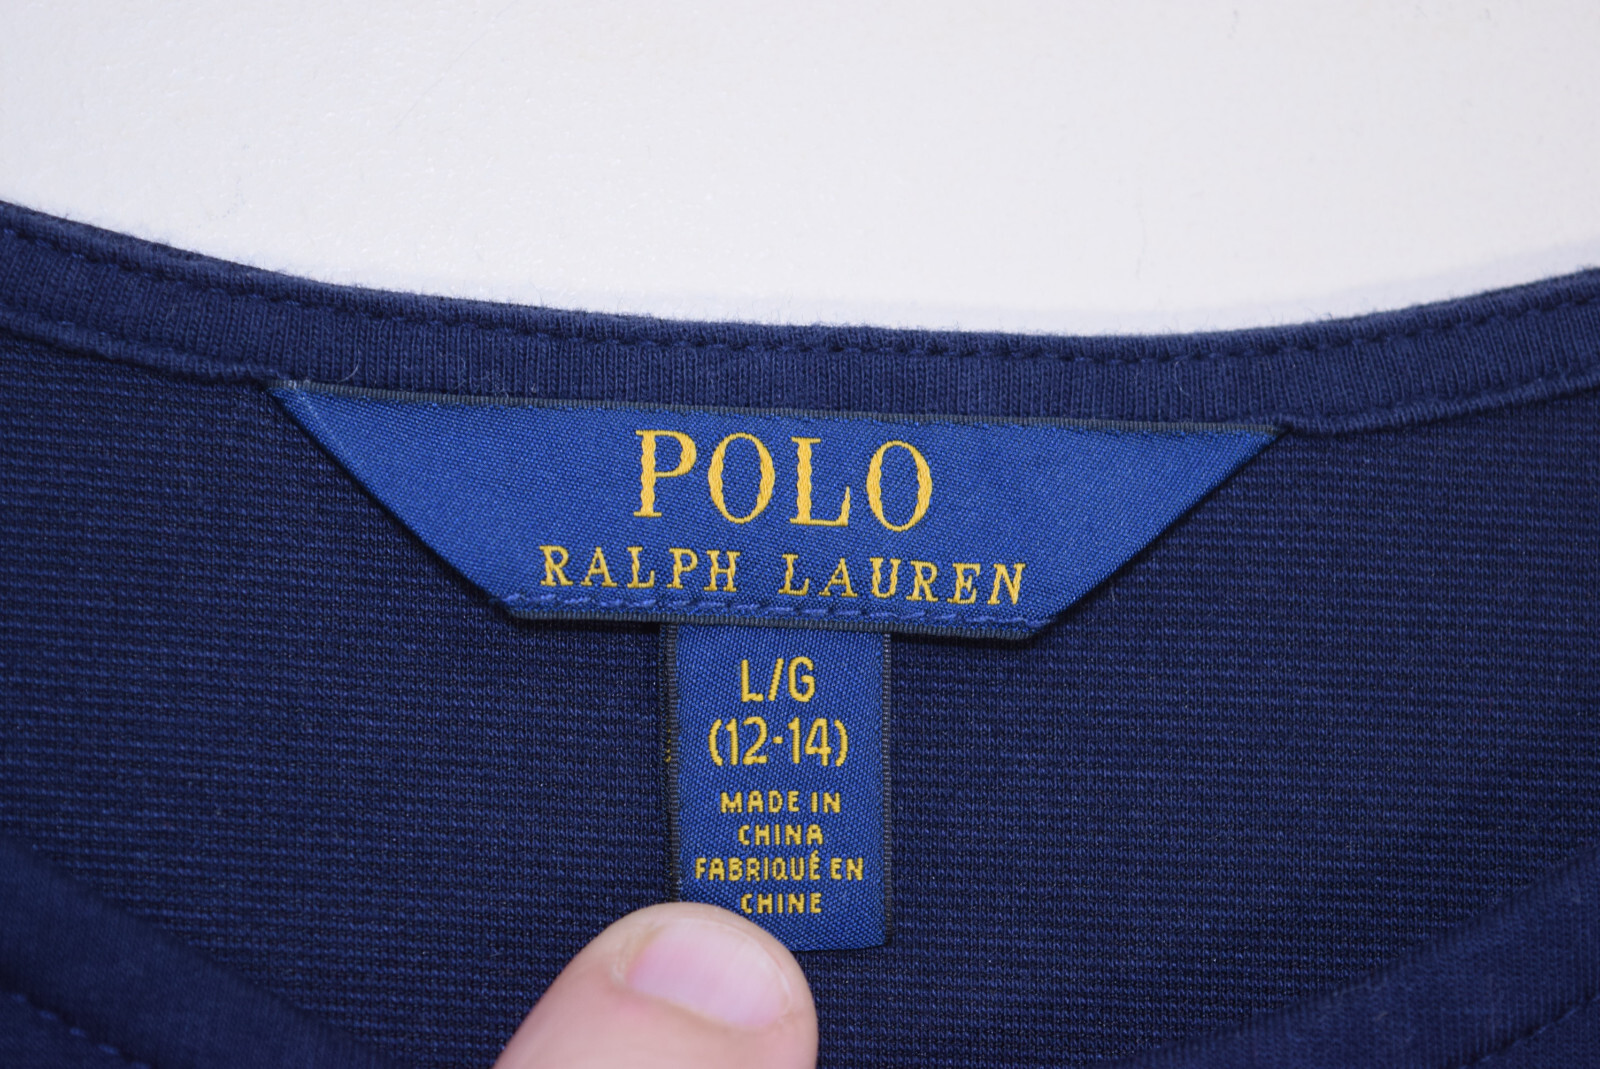 POLO
RALPH LAUREN
L/G
(12-14)
MADE IN
CHINA
FABRIQUÉ EN
CHINE